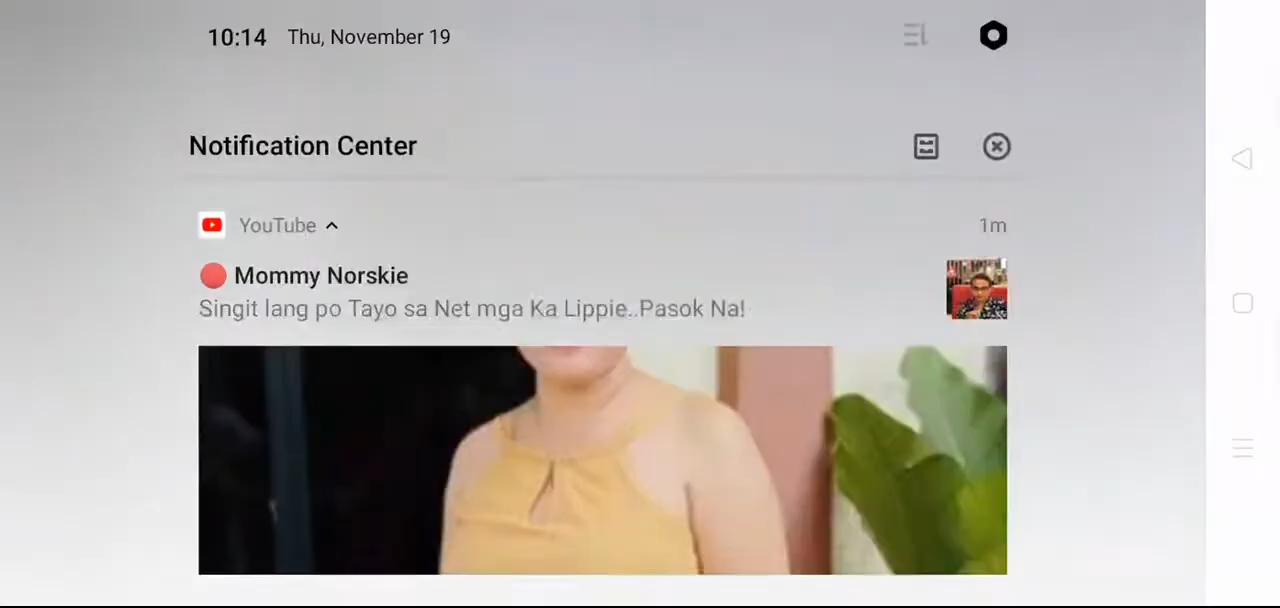 10:14 Thu, November 19
Notification Center
YouTube 1m
Mommy Norskie
Singit lang po Tayo sa Net mga Ka Lippie..Pasok Na!